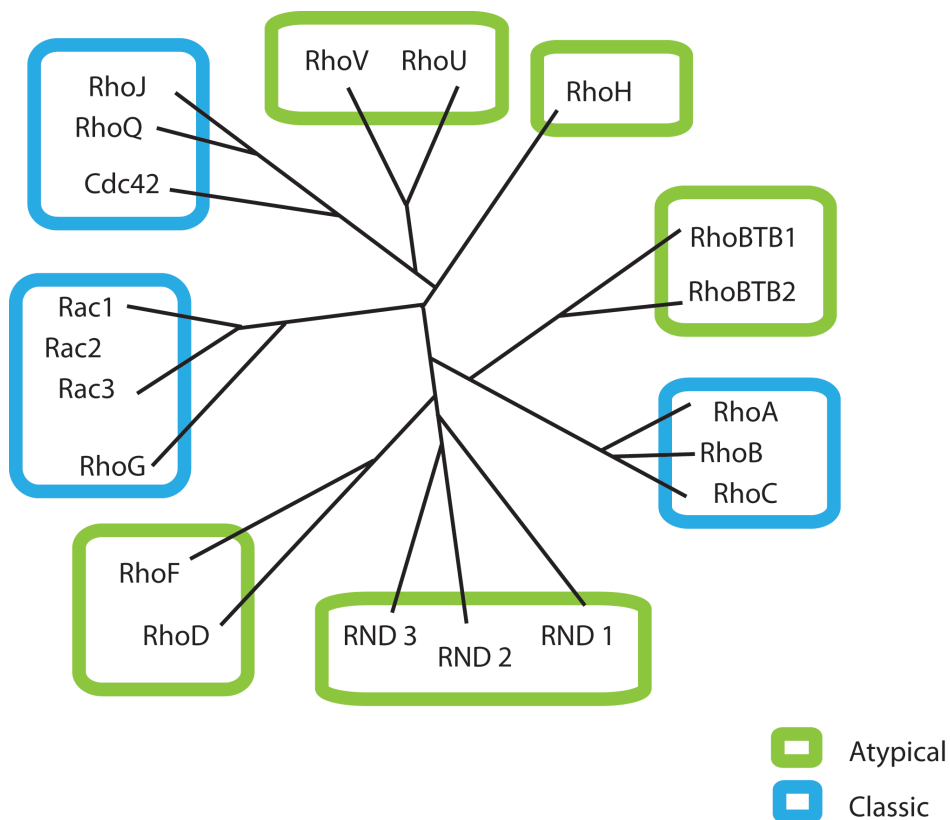 RhoV RhoU
RhoH
RhoJ
RhoQ
Cdc42
RhoBTB1
RhoBTB2
Rac1
Rac2
Rac3
RhoG
RhoA
RhoB
RhoC
RhoF
RhoD
RND 3
RND 2
RND 1
Atypical
Classic